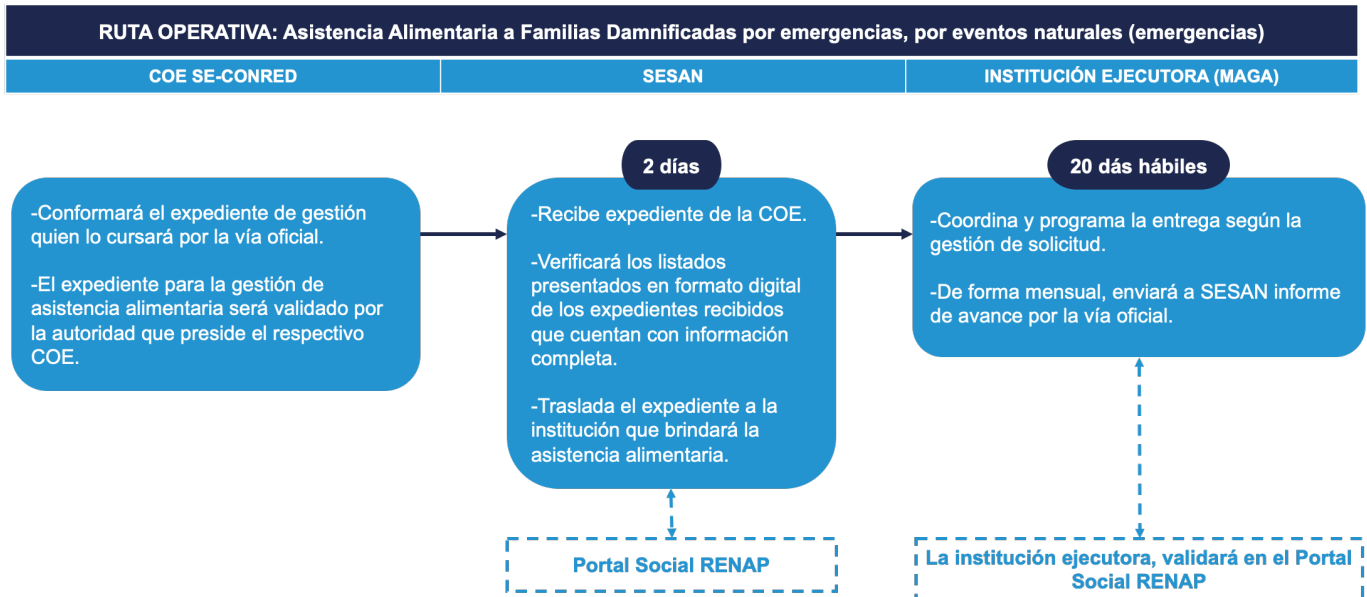 RUTA OPERATIVA: Asistencia Alimentaria a Familias Damnificadas por emergencias, por eventos naturales (emergencias)
COE SE-CONRED
SESAN
INSTITUCIÓN EJECUTORA (MAGA)
-Conformará el expediente de gestión
quien lo cursará por la vía oficial.
-El expediente para la gestión de
asistencia alimentaria será validado por
la autoridad que preside el respectivo
COE.
2 días
-Recibe expediente de la COE.
-Verificará los listados
presentados en formato digital
de los expedientes recibidos
que cuentan con información
completa.
-Traslada el expediente a la
institución que brindará la
asistencia alimentaria.
20 dás hábiles
-Coordina y programa la entrega según la
gestión de solicitud.
-De forma mensual, enviará a SESAN informe
de avance por la vía oficial.
Portal Social RENAP
La institución ejecutora, validará en el Portal
Social RENAP